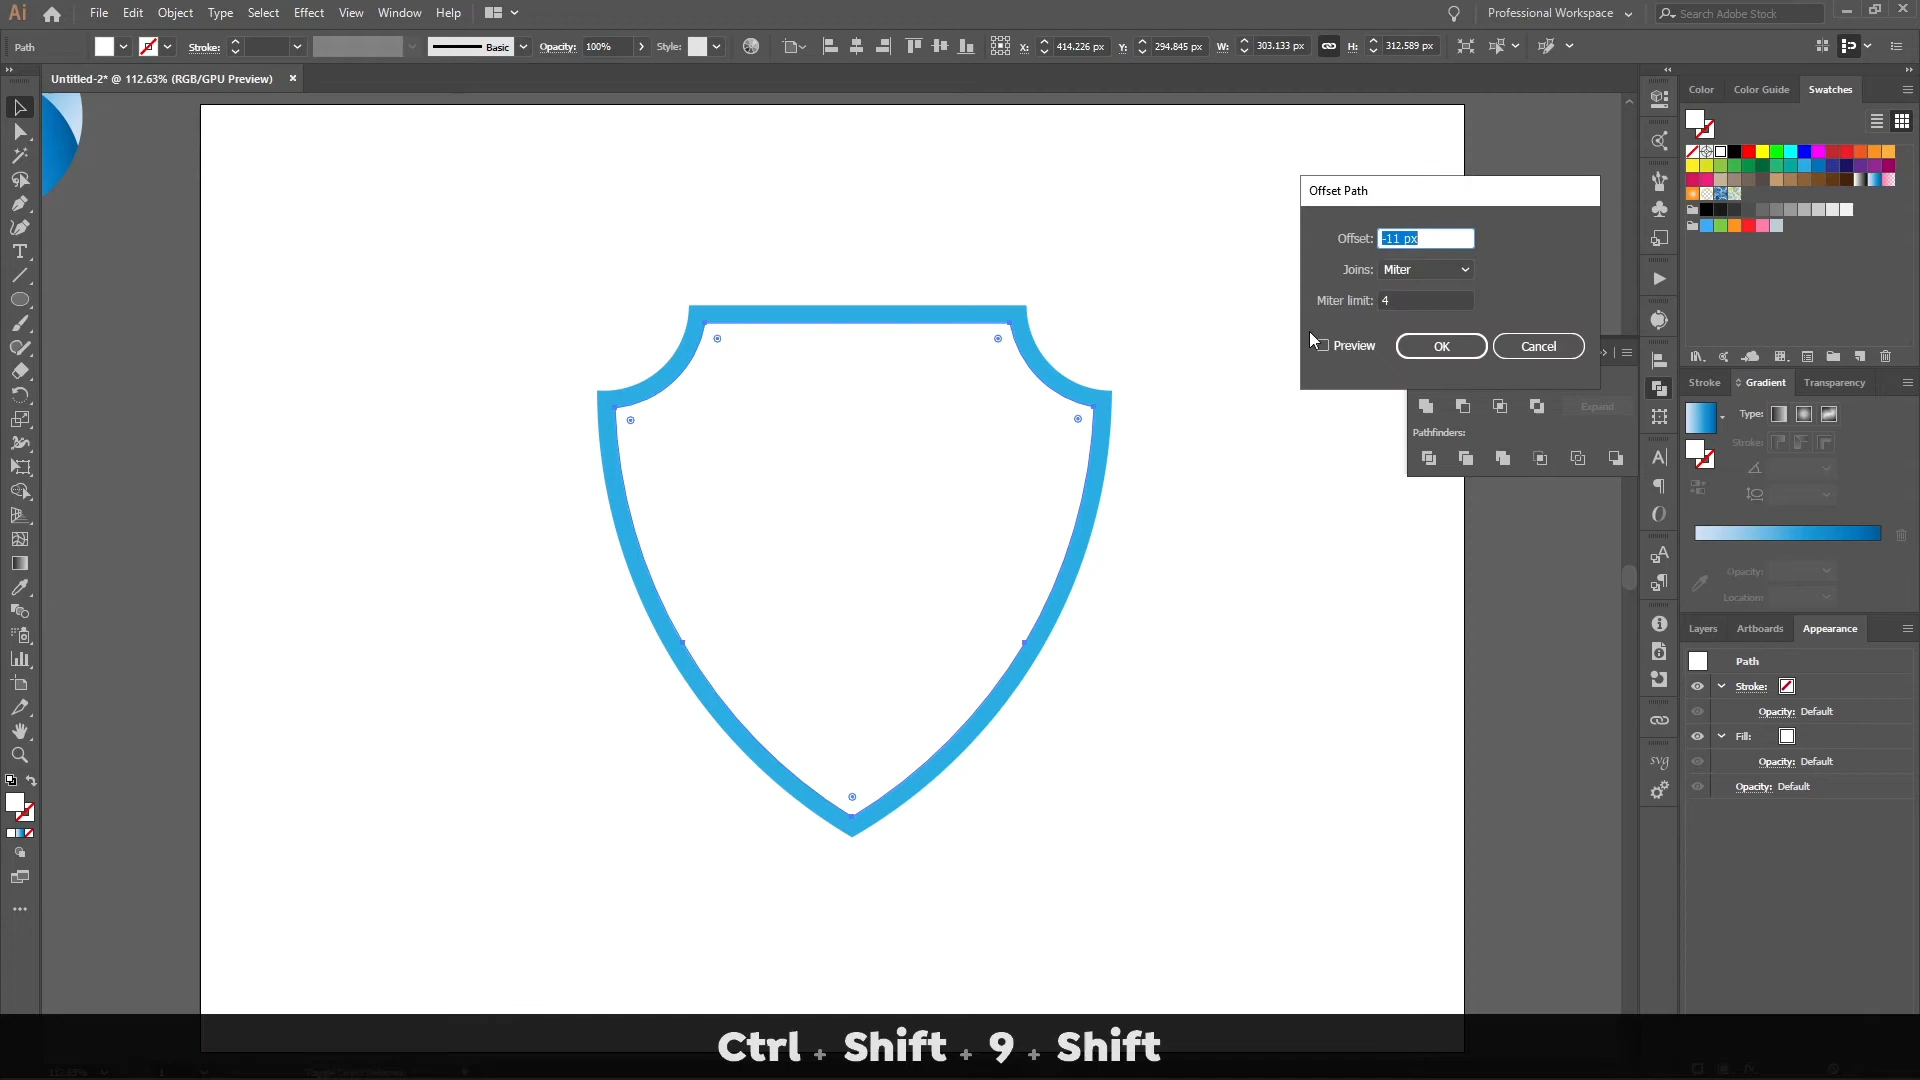 Ai File Edit Object Type Select Effect View Window Help Professional Workspace Search Adobe Stock
Path Stroke: Basic Opacity: 100% Style: X: 414.226 px Y: 294.845 px W: 303.133 px H: 312.589 px
Untitled-2* @ 112.63% (RGB/GPU Preview) ×
Color Color Guide Swatches
Offset Path
Offset: -11 px
Joins: Miter
Miter limit: 4
Preview OK Cancel
Expand
Pathfinders:
Stroke Gradient Transparency
Type:
Stroke:
Opacity:
Location:
Layers Artboards Appearance
Path
Stroke:
Opacity: Default
Fill:
Opacity: Default
Opacity: Default
svg
Ctrl + Shift + 9 + Shift
112.63% 1